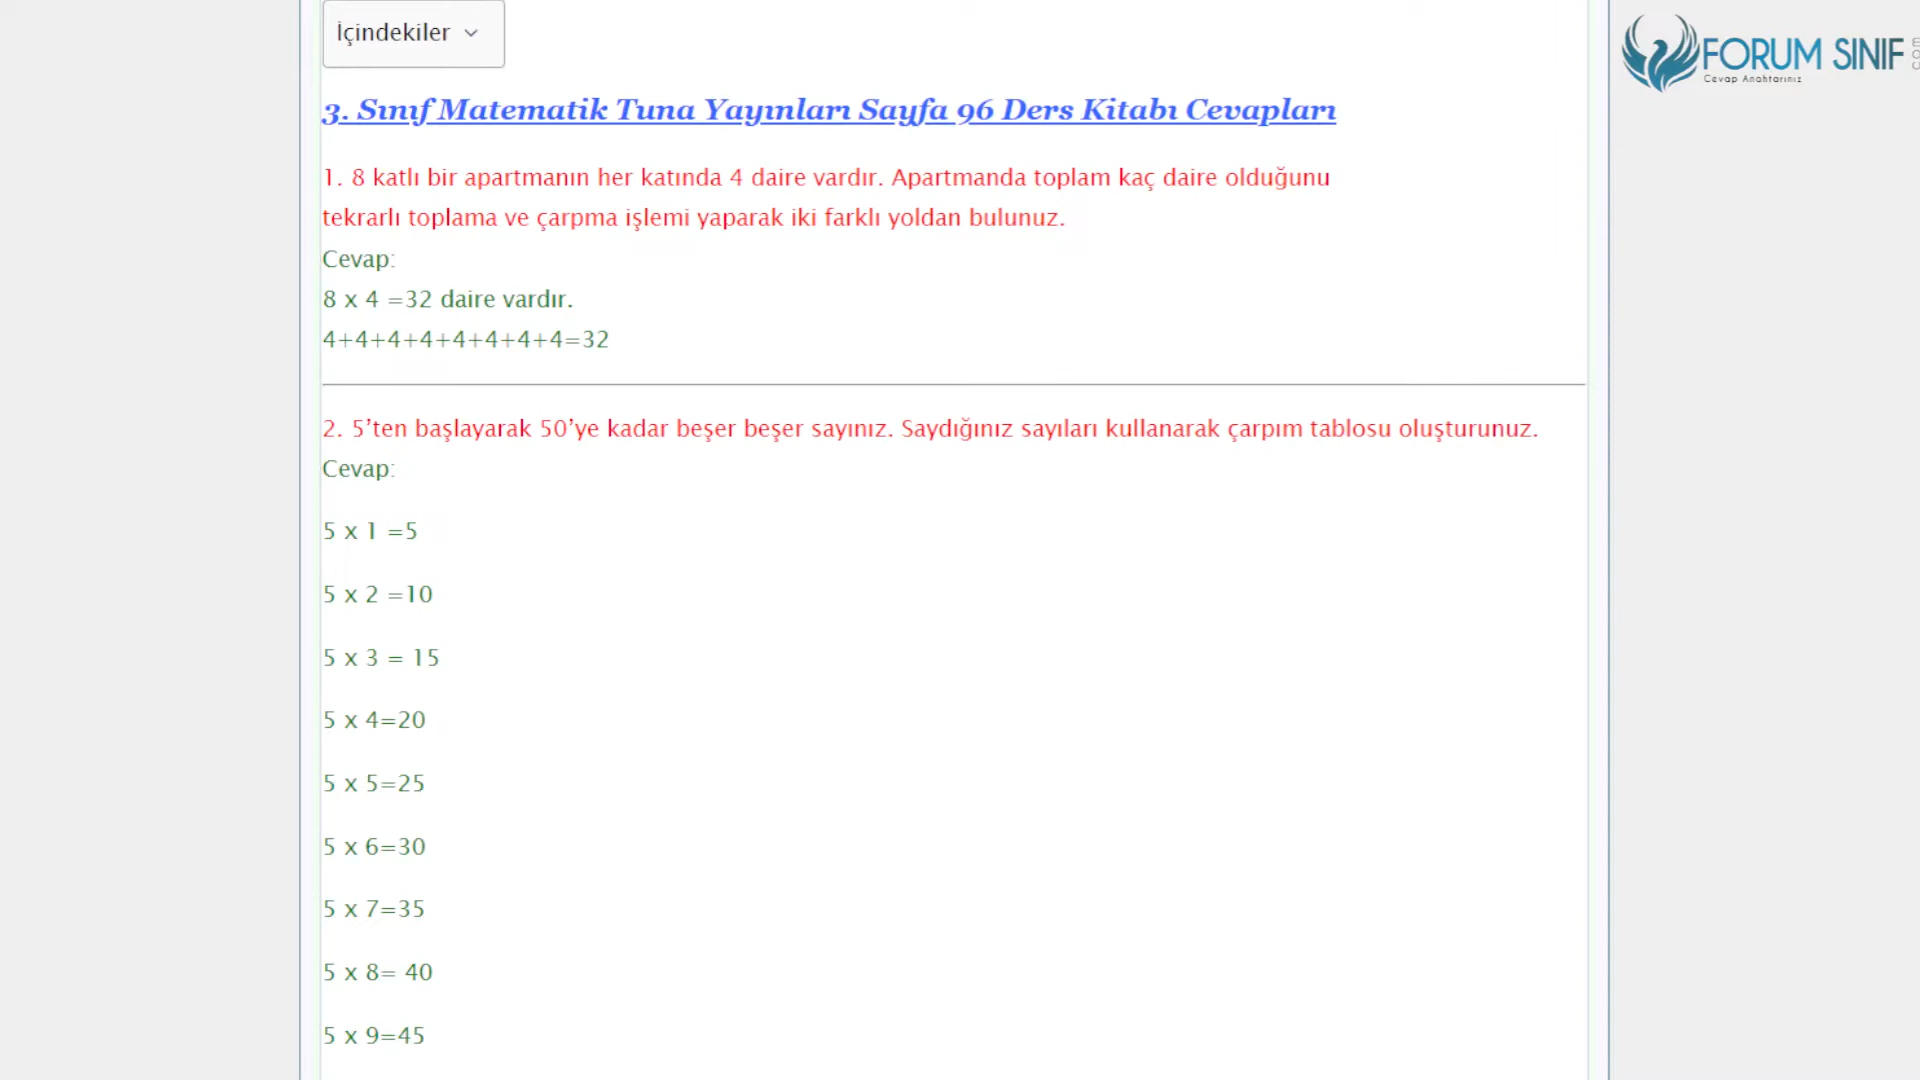 İçindekiler
FORUM SINIF
Cevap Anahtarınız
3. Sınıf Matematik Tuna Yayınları Sayfa 96 Ders Kitabı Cevapları
1. 8 katlı bir apartmanın her katında 4 daire vardır. Apartmanda toplam kaç daire olduğunu
tekrarlı toplama ve çarpma işlemi yaparak iki farklı yoldan bulunuz.
Cevap:
8 x 4 =32 daire vardır.
4+4+4+4+4+4+4+4=32
2. 5’ten başlayarak 50’ye kadar beşer beşer sayınız. Saydığınız sayıları kullanarak çarpım tablosu oluşturunuz.
Cevap:
5 x 1 =5
5 x 2 =10
5 x 3 = 15
5 x 4=20
5 x 5=25
5 x 6=30
5 x 7=35
5 x 8= 40
5 x 9=45